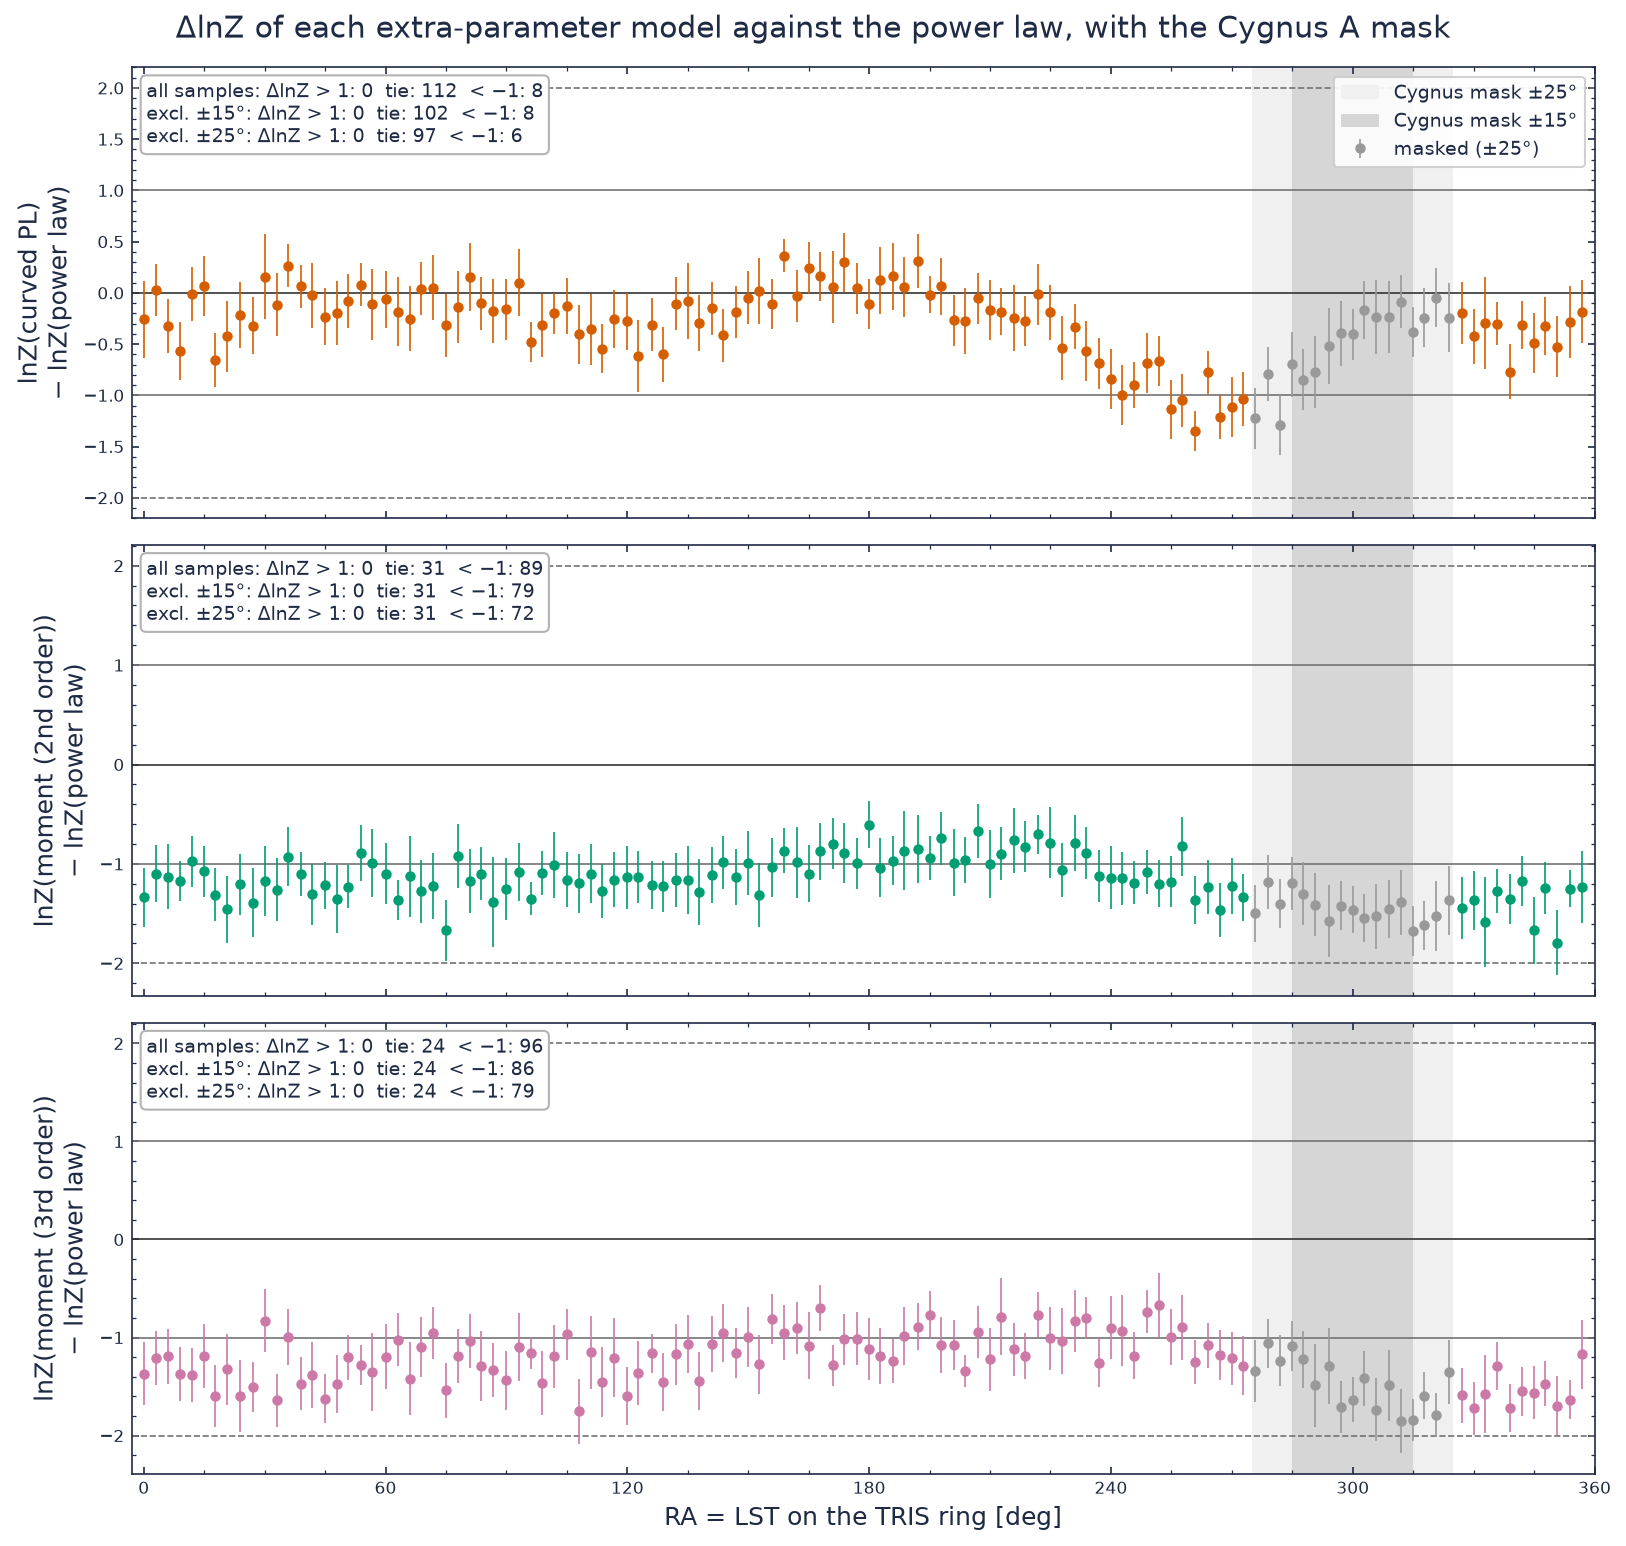 ΔlnZ of each extra-parameter model against the power law, with the Cygnus A mask
all samples: ΔlnZ > 1: 0 tie: 112 < −1: 8
excl. ±15°: ΔlnZ > 1: 0 tie: 102 < −1: 8
excl. ±25°: ΔlnZ > 1: 0 tie: 97 < −1: 6
Cygnus mask ±25°
Cygnus mask ±15°
masked (±25°)
lnZ(curved PL)
− lnZ(power law)
2.0
1.5
1.0
0.5
0.0
−0.5
−1.0
−1.5
−2.0
all samples: ΔlnZ > 1: 0 tie: 31 < −1: 89
excl. ±15°: ΔlnZ > 1: 0 tie: 31 < −1: 79
excl. ±25°: ΔlnZ > 1: 0 tie: 31 < −1: 72
lnZ(moment (2nd order))
− lnZ(power law)
2
1
0
−1
−2
all samples: ΔlnZ > 1: 0 tie: 24 < −1: 96
excl. ±15°: ΔlnZ > 1: 0 tie: 24 < −1: 86
excl. ±25°: ΔlnZ > 1: 0 tie: 24 < −1: 79
lnZ(moment (3rd order))
− lnZ(power law)
2
1
0
−1
−2
0 60 120 180 240 300 360
RA = LST on the TRIS ring [deg]